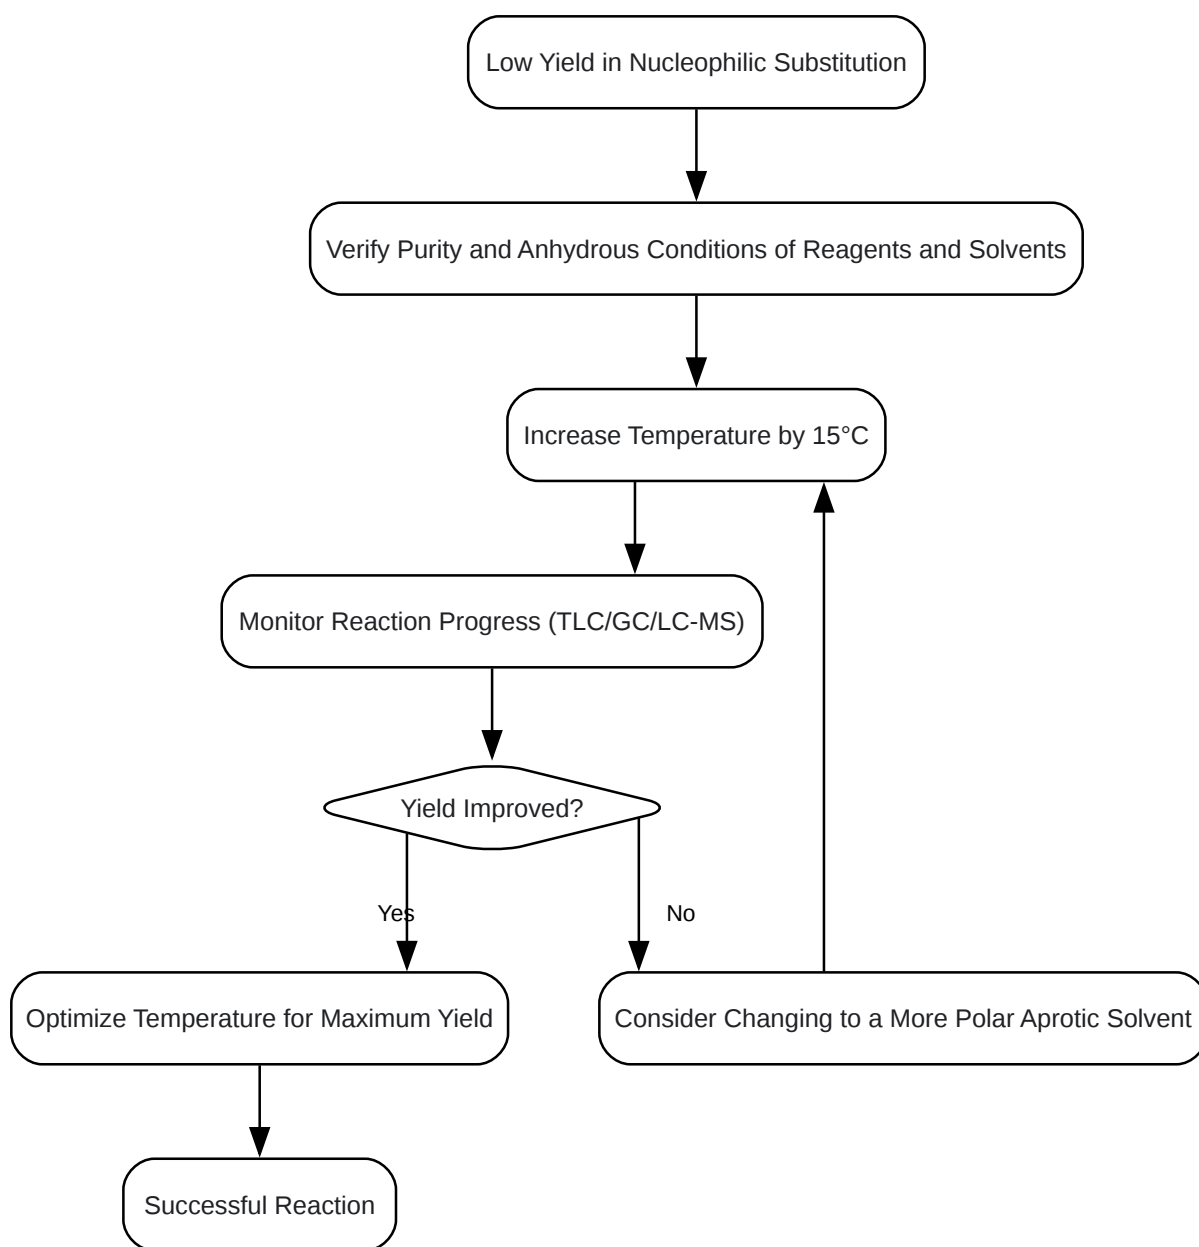 Low Yield in Nucleophilic Substitution
Verify Purity and Anhydrous Conditions of Reagents and Solvents
Increase Temperature by 15°C
Monitor Reaction Progress (TLC/GC/LC-MS)
Yield Improved?
Yes
No
Optimize Temperature for Maximum Yield
Consider Changing to a More Polar Aprotic Solvent
Successful Reaction